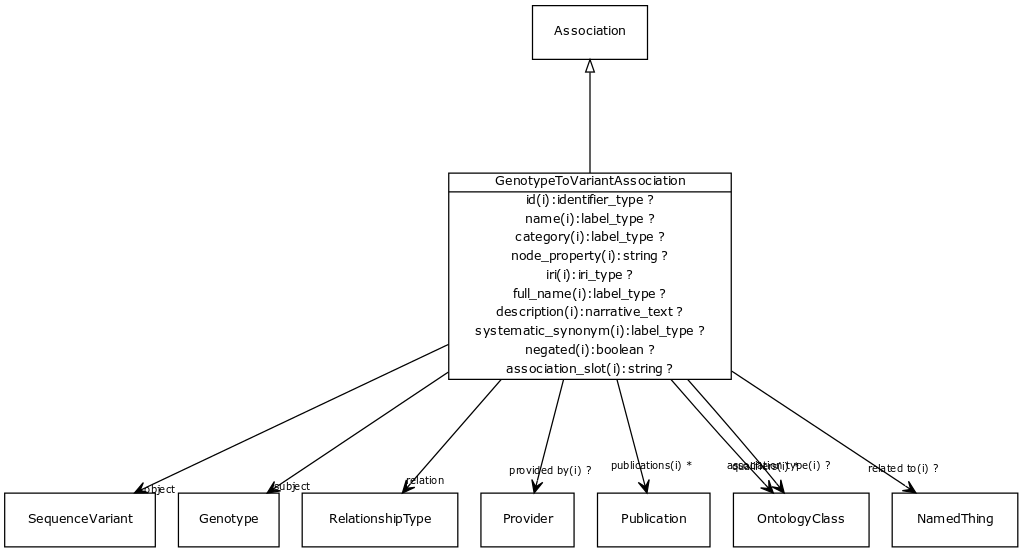 Association
GenotypeToVariantAssociation
id(i):identifier_type ?
name(i):label_type ?
category(i):label_type ?
node_property(i):string ?
iri(i):iri_type ?
full_name(i):label_type ?
description(i):narrative_text ?
systematic_synonym(i):label_type ?
negated(i):boolean ?
association_slot(i):string ?
object
subject
relation
provided by(i) ?
publications(i) *
association type(i) ?
qualifiers(i) *
related to(i) ?
SequenceVariant
Genotype
RelationshipType
Provider
Publication
OntologyClass
NamedThing